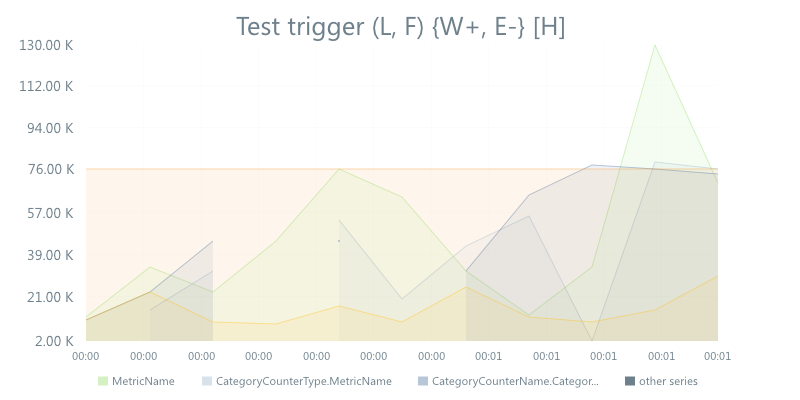 Test trigger (L, F) {W+, E-} [H]
130.00 K
112.00 K
94.00 K
76.00 K
57.00 K
39.00 K
21.00 K
2.00 K
00:00 00:00 00:00 00:00 00:00 00:00 00:00 00:01 00:01 00:01 00:01 00:01
MetricName CategoryCounterType.MetricName CategoryCounterName.Categor... other series